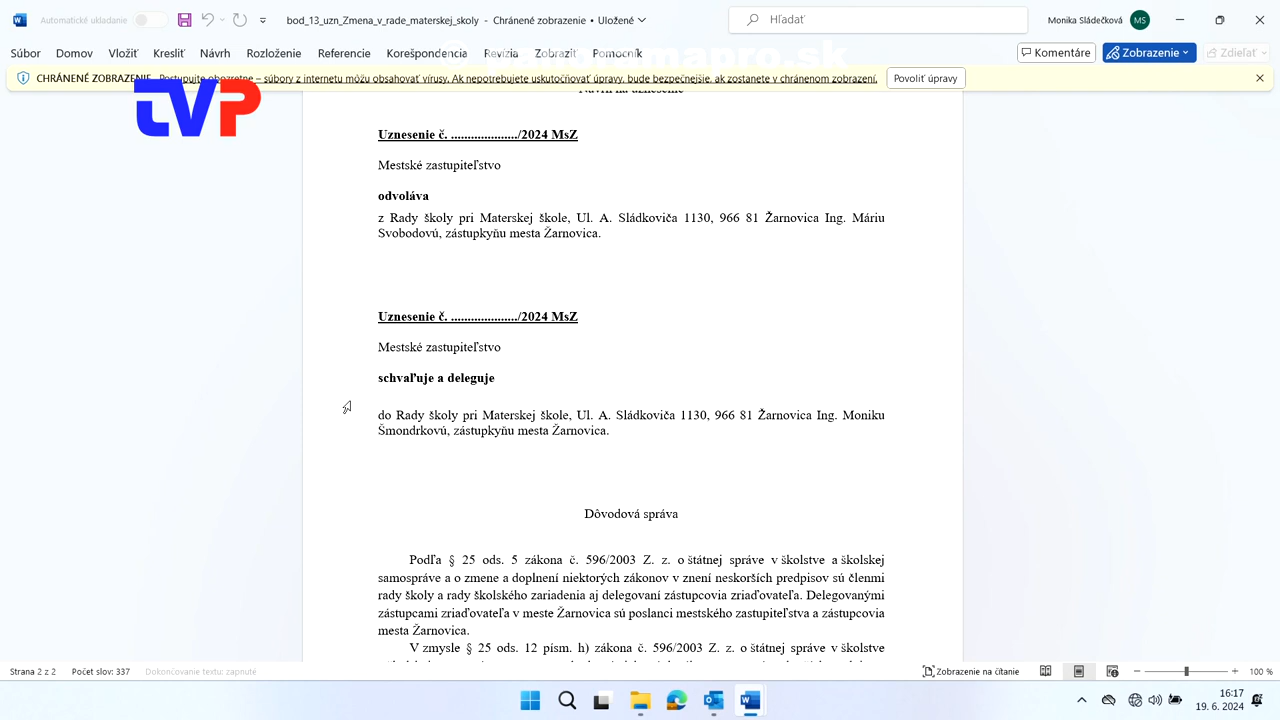 Automatické ukladanie
bod_13_uzn_Zmena_v_rade_materskej_skoly - Chránené zobrazenie • Uložené
Hľadať
Monika Sládečková MS
Súbor Domov Vložiť Kresliť Návrh Rozloženie Referencie Korešpondencia Revízia Zobraziť Pomocník
Komentáre Zobrazenie Zdieľať
CHRÁNENÉ ZOBRAZENIE Postupujte obozretne – súbory z internetu môžu obsahovať vírusy. Ak nepotrebujete uskutočňovať úpravy, bude bezpečnejšie, ak zostanete v chránenom zobrazení. Povoliť úpravy
TVP
Návrh na uznesenie
Uznesenie č. ..................../2024 MsZ
Mestské zastupiteľstvo
odvoláva
z Rady školy pri Materskej škole, Ul. A. Sládkoviča 1130, 966 81 Žarnovica Ing. Máriu
Svobodovú, zástupkyňu mesta Žarnovica.
Uznesenie č. ..................../2024 MsZ
Mestské zastupiteľstvo
schvaľuje a deleguje
do Rady školy pri Materskej škole, Ul. A. Sládkoviča 1130, 966 81 Žarnovica Ing. Moniku
Šmondrkovú, zástupkyňu mesta Žarnovica.
Dôvodová správa
Podľa § 25 ods. 5 zákona č. 596/2003 Z. z. o štátnej správe v školstve a školskej
samospráve a o zmene a doplnení niektorých zákonov v znení neskorších predpisov sú členmi
rady školy a rady školského zariadenia aj delegovaní zástupcovia zriaďovateľa. Delegovanými
zástupcami zriaďovateľa v meste Žarnovica sú poslanci mestského zastupiteľstva a zástupcovia
mesta Žarnovica.
V zmysle § 25 ods. 12 písm. h) zákona č. 596/2003 Z. z. o štátnej správe v školstve
Strana 2 z 2 Počet slov: 337 Dokončovanie textu: zapnuté
Zobrazenie na čítanie 100 %
16:17
19. 6. 2024